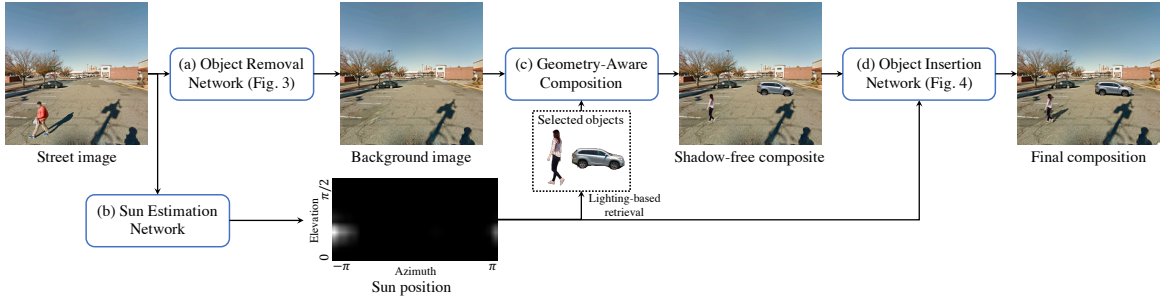 (a) Object Removal
Network (Fig. 3)
(c) Geometry-Aware
Composition
(d) Object Insertion
Network (Fig. 4)
Selected objects
Street image
Background image
Shadow-free composite
Final composition
(b) Sun Estimation
Network
Lighting-based
retrieval
Elevation
π/2
0
−π
Azimuth
π
Sun position